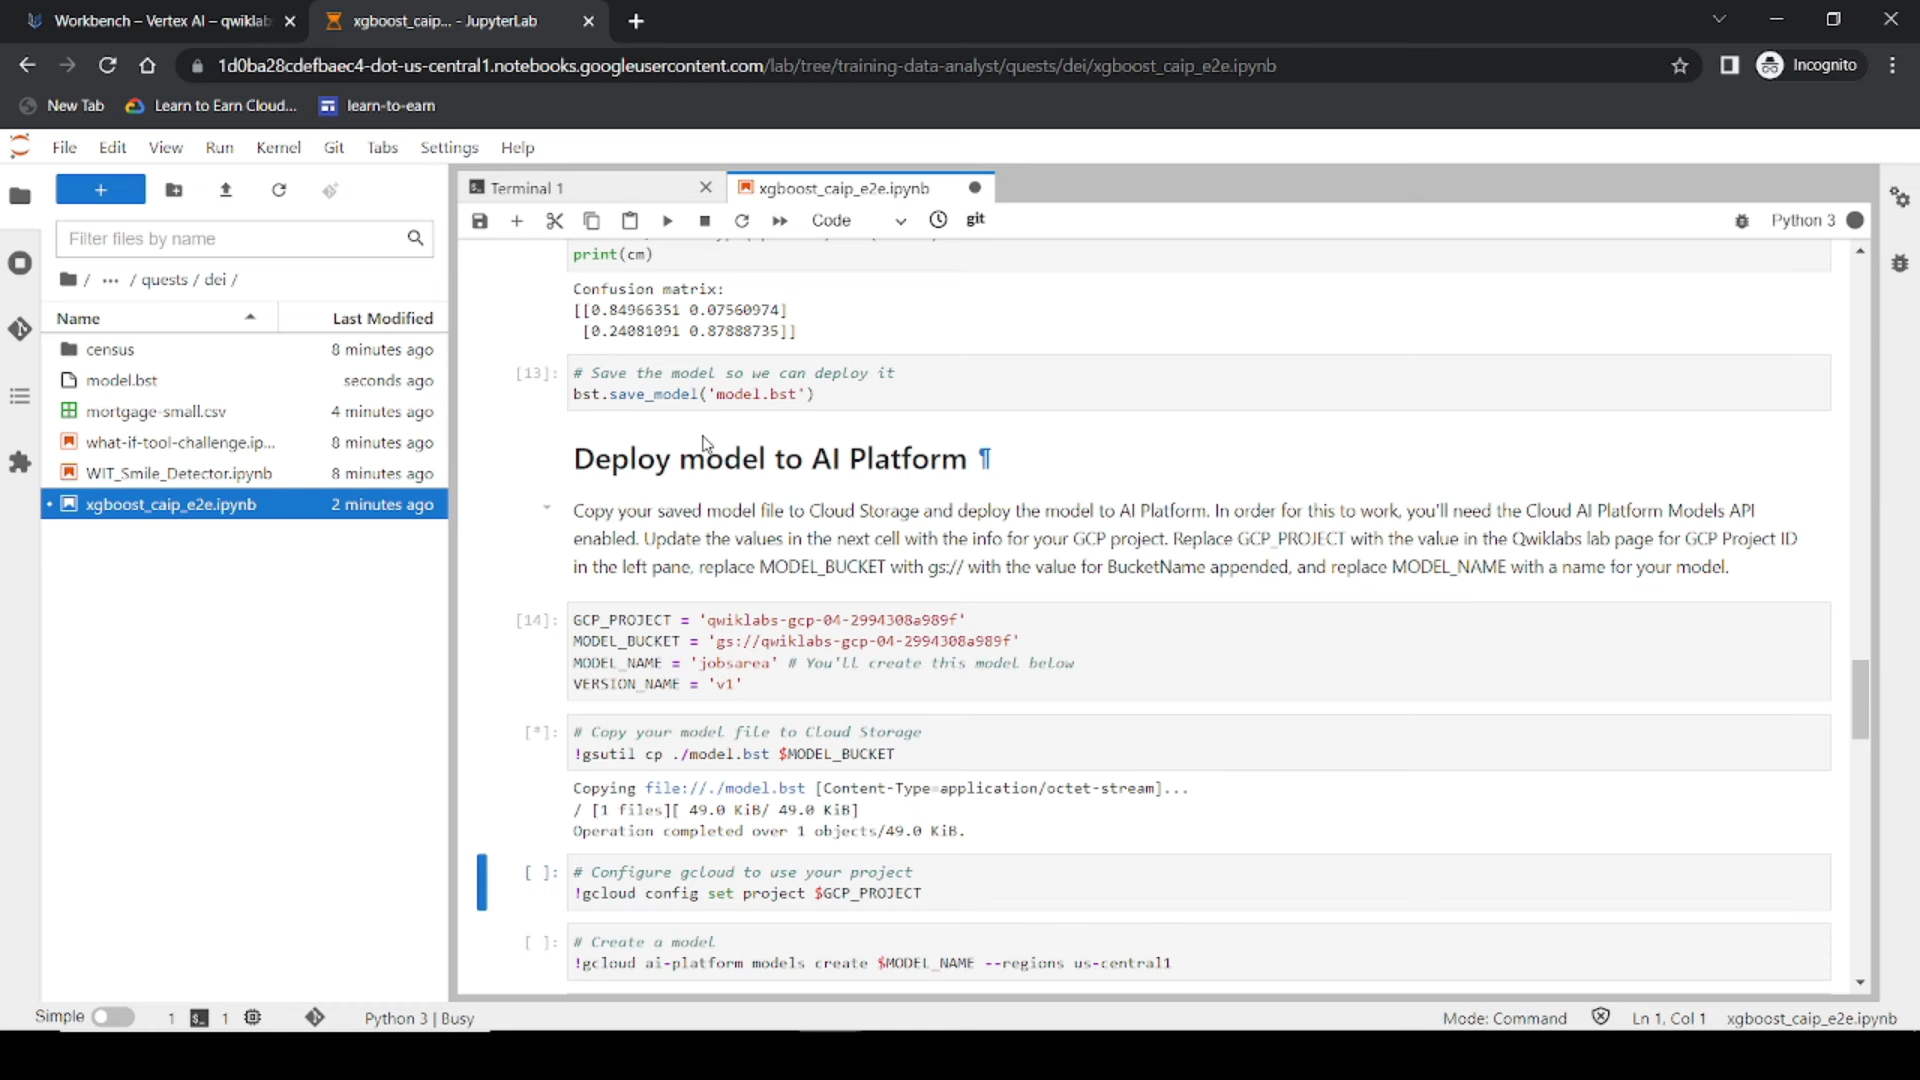 Workbench – Vertex AI – qwiklab
xgboost_caip... - JupyterLab
1d0ba28cdefbaec4-dot-us-central1.notebooks.googleusercontent.com/lab/tree/training-data-analyst/quests/dei/xgboost_caip_e2e.ipynb
Incognito
New Tab
Learn to Earn Cloud...
learn-to-earn
File Edit View Run Kernel Git Tabs Settings Help
Terminal 1
xgboost_caip_e2e.ipynb
Code
git
Python 3
Filter files by name
/ ••• / quests / dei /
Name Last Modified
census 8 minutes ago
model.bst seconds ago
mortgage-small.csv 4 minutes ago
what-if-tool-challenge.ip... 8 minutes ago
WIT_Smile_Detector.ipynb 8 minutes ago
xgboost_caip_e2e.ipynb 2 minutes ago
print(cm)
Confusion matrix:
[[0.84966351 0.07560974]
[0.24081091 0.87888735]]
[13]: # Save the model so we can deploy it
bst.save_model('model.bst')
Deploy model to AI Platform ¶
Copy your saved model file to Cloud Storage and deploy the model to AI Platform. In order for this to work, you'll need the Cloud AI Platform Models API
enabled. Update the values in the next cell with the info for your GCP project. Replace GCP_PROJECT with the value in the Qwiklabs lab page for GCP Project ID
in the left pane, replace MODEL_BUCKET with gs:// with the value for BucketName appended, and replace MODEL_NAME with a name for your model.
[14]: GCP_PROJECT = 'qwiklabs-gcp-04-2994308a989f'
MODEL_BUCKET = 'gs://qwiklabs-gcp-04-2994308a989f'
MODEL_NAME = 'jobsarea' # You'll create this model below
VERSION_NAME = 'v1'
[*]: # Copy your model file to Cloud Storage
!gsutil cp ./model.bst $MODEL_BUCKET
Copying file://./model.bst [Content-Type=application/octet-stream]...
/ [1 files][ 49.0 KiB/ 49.0 KiB]
Operation completed over 1 objects/49.0 KiB.
[ ]: # Configure gcloud to use your project
!gcloud config set project $GCP_PROJECT
[ ]: # Create a model
!gcloud ai-platform models create $MODEL_NAME --regions us-central1
Simple
1
1
Python 3 | Busy
Mode: Command
Ln 1, Col 1
xgboost_caip_e2e.ipynb